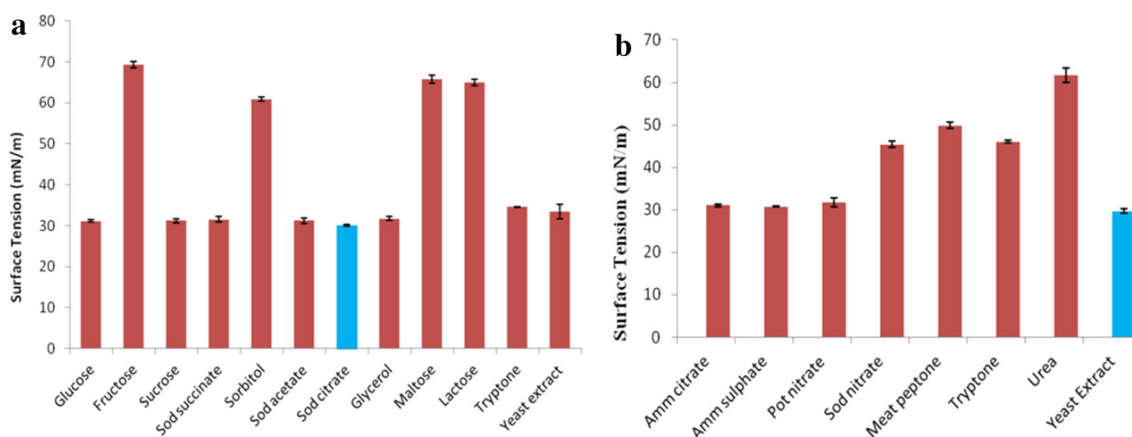 a
80
70
60
50
40
30
20
10
0
Surface Tension (mN/m)
Glucose
Fructose
Sucrose
Sod succinate
Sorbitol
Sod acetate
Sod citrate
Glycerol
Maltose
Lactose
Tryptone
Yeast extract
b
70
60
50
40
30
20
10
0
Surface Tension (mN/m)
Amm citrate
Amm sulphate
Pot nitrate
Sod nitrate
Meat peptone
Tryptone
Urea
Yeast Extract